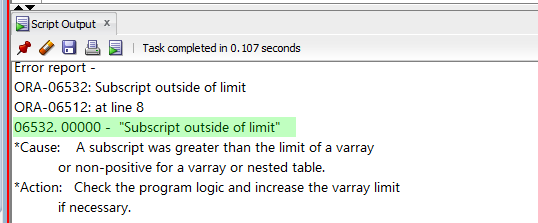 Script Output x
Task completed in 0.107 seconds
Error report -
ORA-06532: Subscript outside of limit
ORA-06512: at line 8
06532. 00000 -  "Subscript outside of limit"
*Cause:    A subscript was greater than the limit of a varray
or non-positive for a varray or nested table.
*Action:   Check the program logic and increase the varray limit
if necessary.